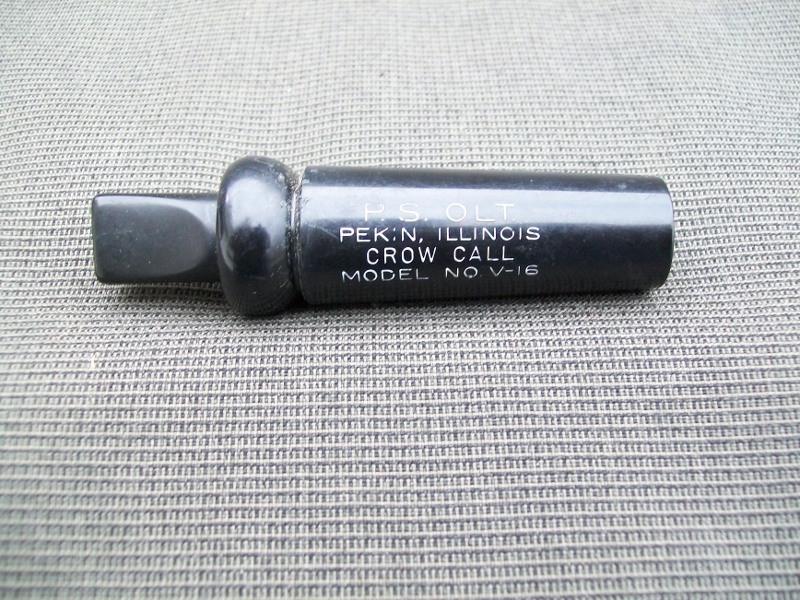 P.S. OLT
PEKIN, ILLINOIS
CROW CALL
MODEL NO. V-16